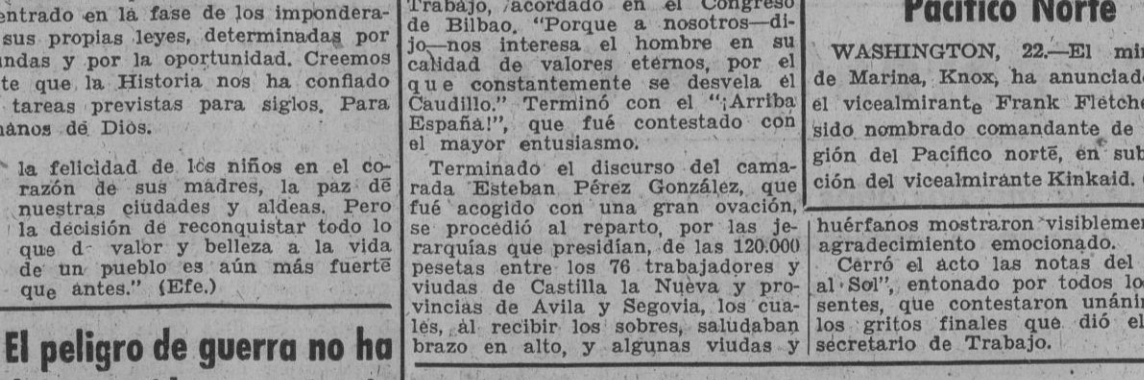 entrado en la fase de los impondera-
sus propias leyes, determinadas por
ndas y por la oportunidad. Creemos
te que la Historia nos ha confiado
tareas previstas para siglos. Para
anos de Dios.
la felicidad de los niños en el co-
razón de sus madres, la paz de
nuestras ciudades y aldeas. Pero
la decisión de reconquistar todo lo
que d valor y belleza a la vida
de un pueblo es aún más fuerte
que antes." (Efe.)
El peligro de guerra no ha
Trabajo, acordado en el Congreso
de Bilbao. "Porque a nosotros—di-
jo—nos interesa el hombre en su
calidad de valores eternos, por el
que constantemente se desvela el
Caudillo." Terminó con el "¡Arriba
España!", que fué contestado con
el mayor entusiasmo.
Terminado el discurso del cama-
rada Esteban Pérez González, que
fué acogido con una gran ovación,
se procedió al reparto, por las je-
rarquías que presidían, de las 120.000
pesetas entre los 76 trabajadores y
viudas de Castilla la Nueva y pro-
vincias de Avila y Segovia, los cua-
les, al recibir los sobres, saludaban
brazo en alto, y algunas viudas y
huérfanos mostraron visibleme
agradecimiento emocionado.
Cerró el acto las notas del
al Sol", entonado por todos lo
sentes, que contestaron unáni
los gritos finales que dió el
secretario de Trabajo.
Pacífico Norte
WASHINGTON, 22.—El mi
de Marina, Knox, ha anunciad
el vicealmirante Frank Fletche
sido nombrado comandante de
gión del Pacífico norte, en sub
ción del vicealmirante Kinkaid.